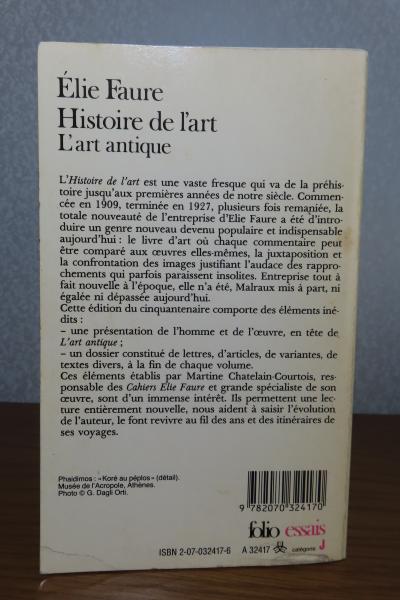 Élie Faure
Histoire de l'art
L'art antique
L'Histoire de l'art est une vaste fresque qui va de la préhis-
toire jusqu'aux premières années de notre siècle. Commen-
cée en 1909, terminée en 1927, plusieurs fois remaniée, la
totale nouveauté de l'entreprise d'Elie Faure a été d'intro-
duire un genre nouveau devenu populaire et indispensable
aujourd'hui : le livre d'art où chaque commentaire peut
être comparé aux œuvres elles-mêmes, la juxtaposition et
la confrontation des images justifiant l'audace des rappro-
chements qui parfois paraissent insolites. Entreprise tout à
fait nouvelle à l'époque, elle n'a été, Malraux mis à part, ni
égalée ni dépassée aujourd'hui.
Cette édition du cinquantenaire comporte des éléments iné-
dits :
– une présentation de l'homme et de l'œuvre, en tête de
L'art antique ;
– un dossier constitué de lettres, d'articles, de variantes, de
textes divers, à la fin de chaque volume.
Ces éléments établis par Martine Chatelain-Courtois, res-
ponsable des Cahiers Élie Faure et grande spécialiste de son
œuvre, sont d'un immense intérêt. Ils permettent une lec-
ture entièrement nouvelle, nous aident à saisir l'évolution
de l'auteur, le font revivre au fil des ans et des itinéraires de
ses voyages.
Phaidimos : «Koré au péplos» (détail).
Musée de l'Acropole, Athènes.
Photo © G. Dagli Orti.
9 782070 324170
folio essais
ISBN 2-07-032417-6 A 32417 catégorie J